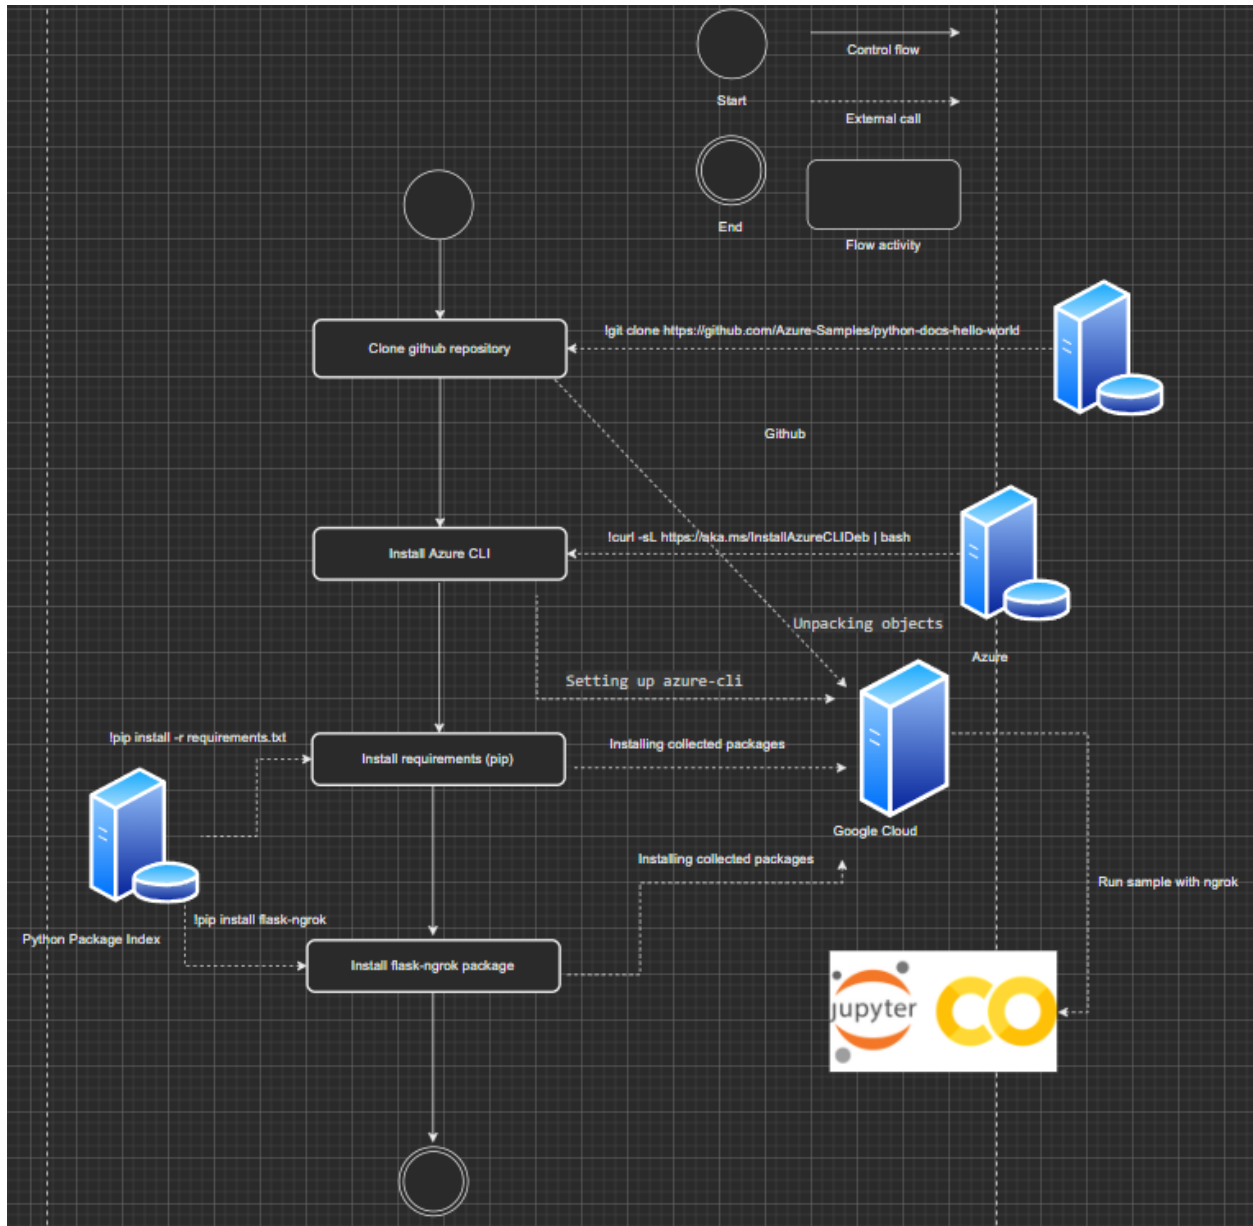 Control flow
Start
External call
End
Flow activity
!git clone https://github.com/Azure-Samples/python-docs-hello-world
Clone github repository
Github
!curl -sL https://aka.ms/InstallAzureCLIDeb | bash
Install Azure CLI
Unpacking objects
Azure
Setting up azure-cli
!pip install -r requirements.txt
Installing collected packages
Install requirements (pip)
Google Cloud
Installing collected packages
Run sample with ngrok
!pip install flask-ngrok
Python Package Index
Install flask-ngrok package
jupyter
CO